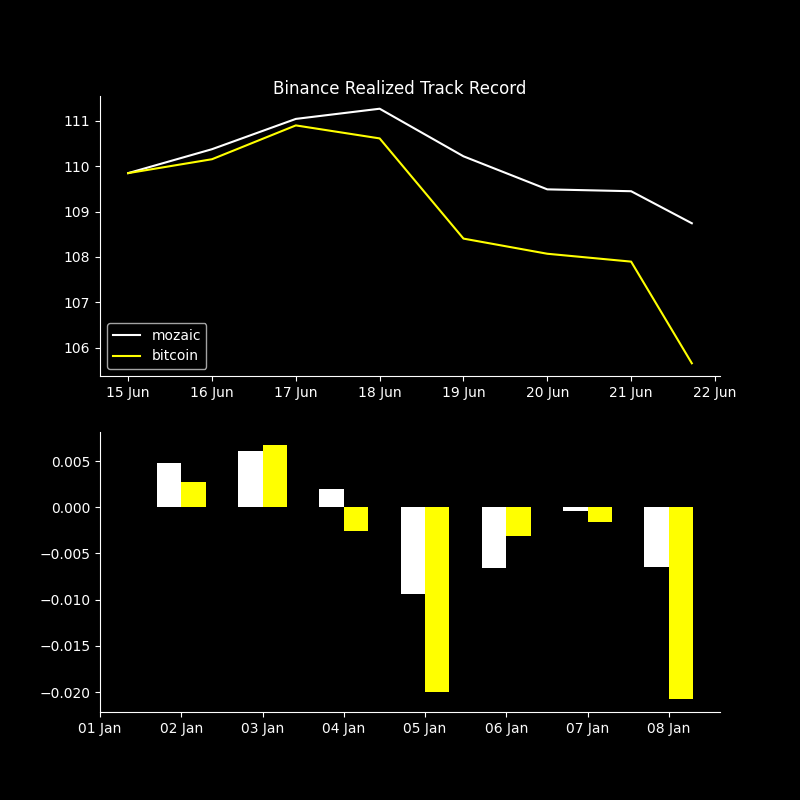 Binance Realized Track Record
111
110
109
108
107
106
mozaic
bitcoin
15 Jun 16 Jun 17 Jun 18 Jun 19 Jun 20 Jun 21 Jun 22 Jun
0.005
0.000
−0.005
−0.010
−0.015
−0.020
01 Jan 02 Jan 03 Jan 04 Jan 05 Jan 06 Jan 07 Jan 08 Jan